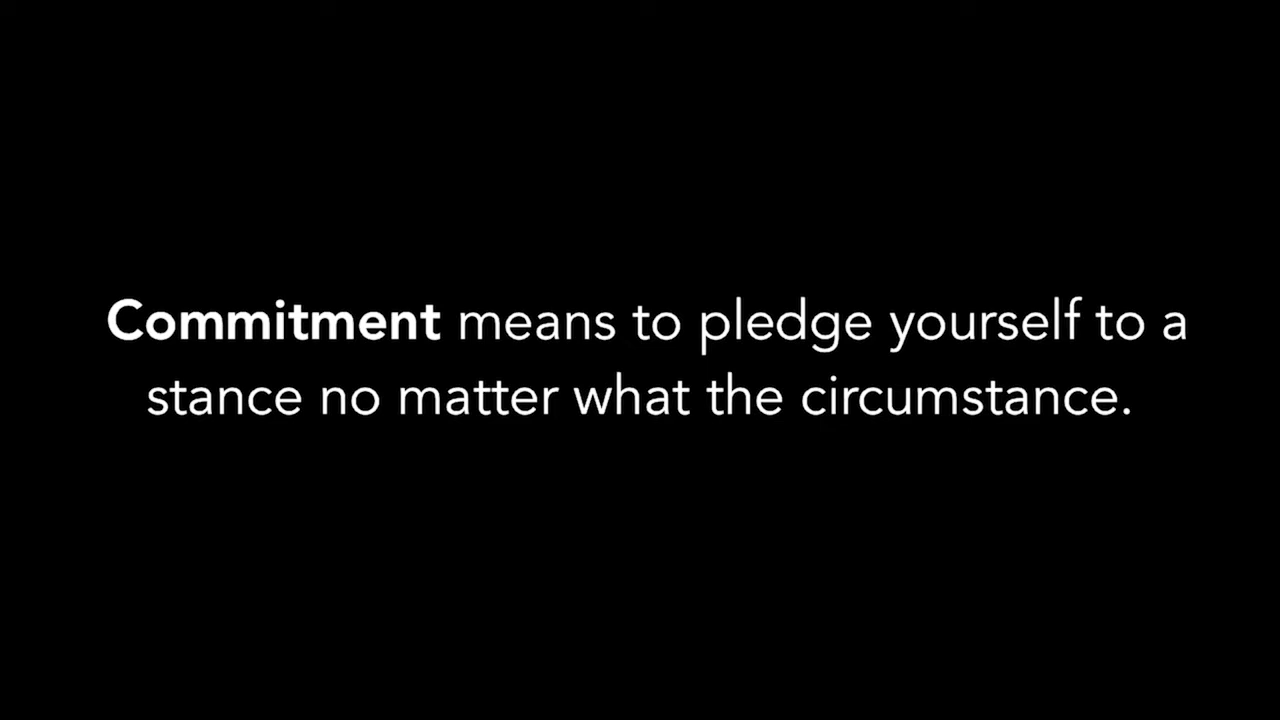 Commitment means to pledge yourself to a
stance no matter what the circumstance.